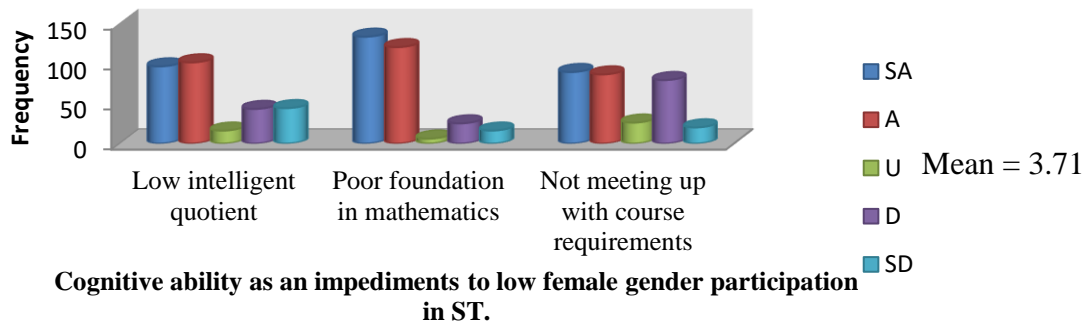 Frequency
150
100
50
0
Low intelligent
quotient
Poor foundation
in mathematics
Not meeting up
with course
requirements
SA
A
U
D
SD
Mean = 3.71
Cognitive ability as an impediments to low female gender participation
in ST.